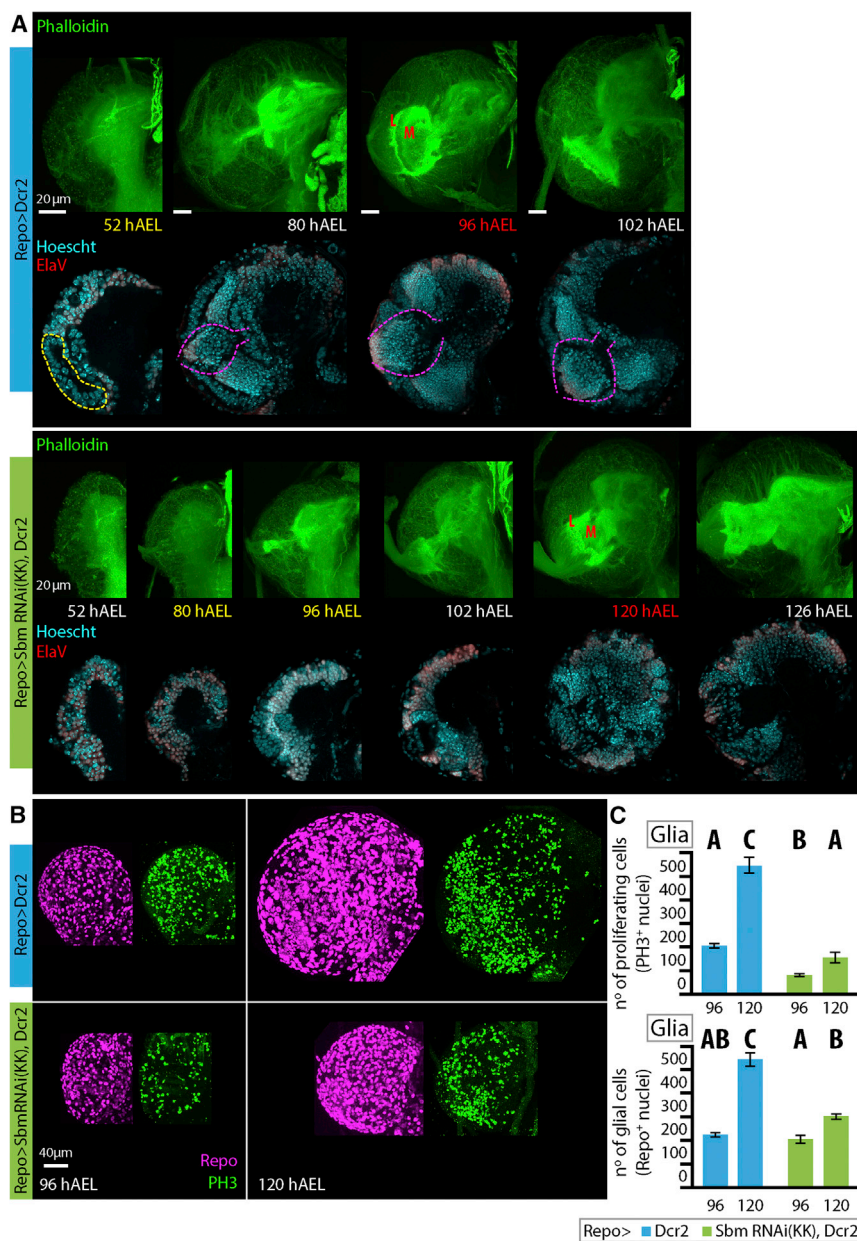 A
Repo>Dcr2
Phalloidin
L
M
20 µm
52 hAEL
80 hAEL
96 hAEL
102 hAEL
Hoescht
ElaV
Repo>Sbm RNAi(KK), Dcr2
Phalloidin
L
M
20 µm
52 hAEL
80 hAEL
96 hAEL
102 hAEL
120 hAEL
126 hAEL
Hoescht
ElaV
B
Repo>Dcr2
Repo>SbmRNAi(KK), Dcr2
40µm
Repo
96 hAEL
PH3
120 hAEL
C
Glia
A C B A
nº of proliferating cells
(PH3+ nuclei)
500
400
300
200
100
0
96 120 96 120
Glia
AB C A B
nº of glial cells
(Repo+ nuclei)
500
400
300
200
100
0
96 120 96 120
Repo> Dcr2 Sbm RNAi(KK), Dcr2